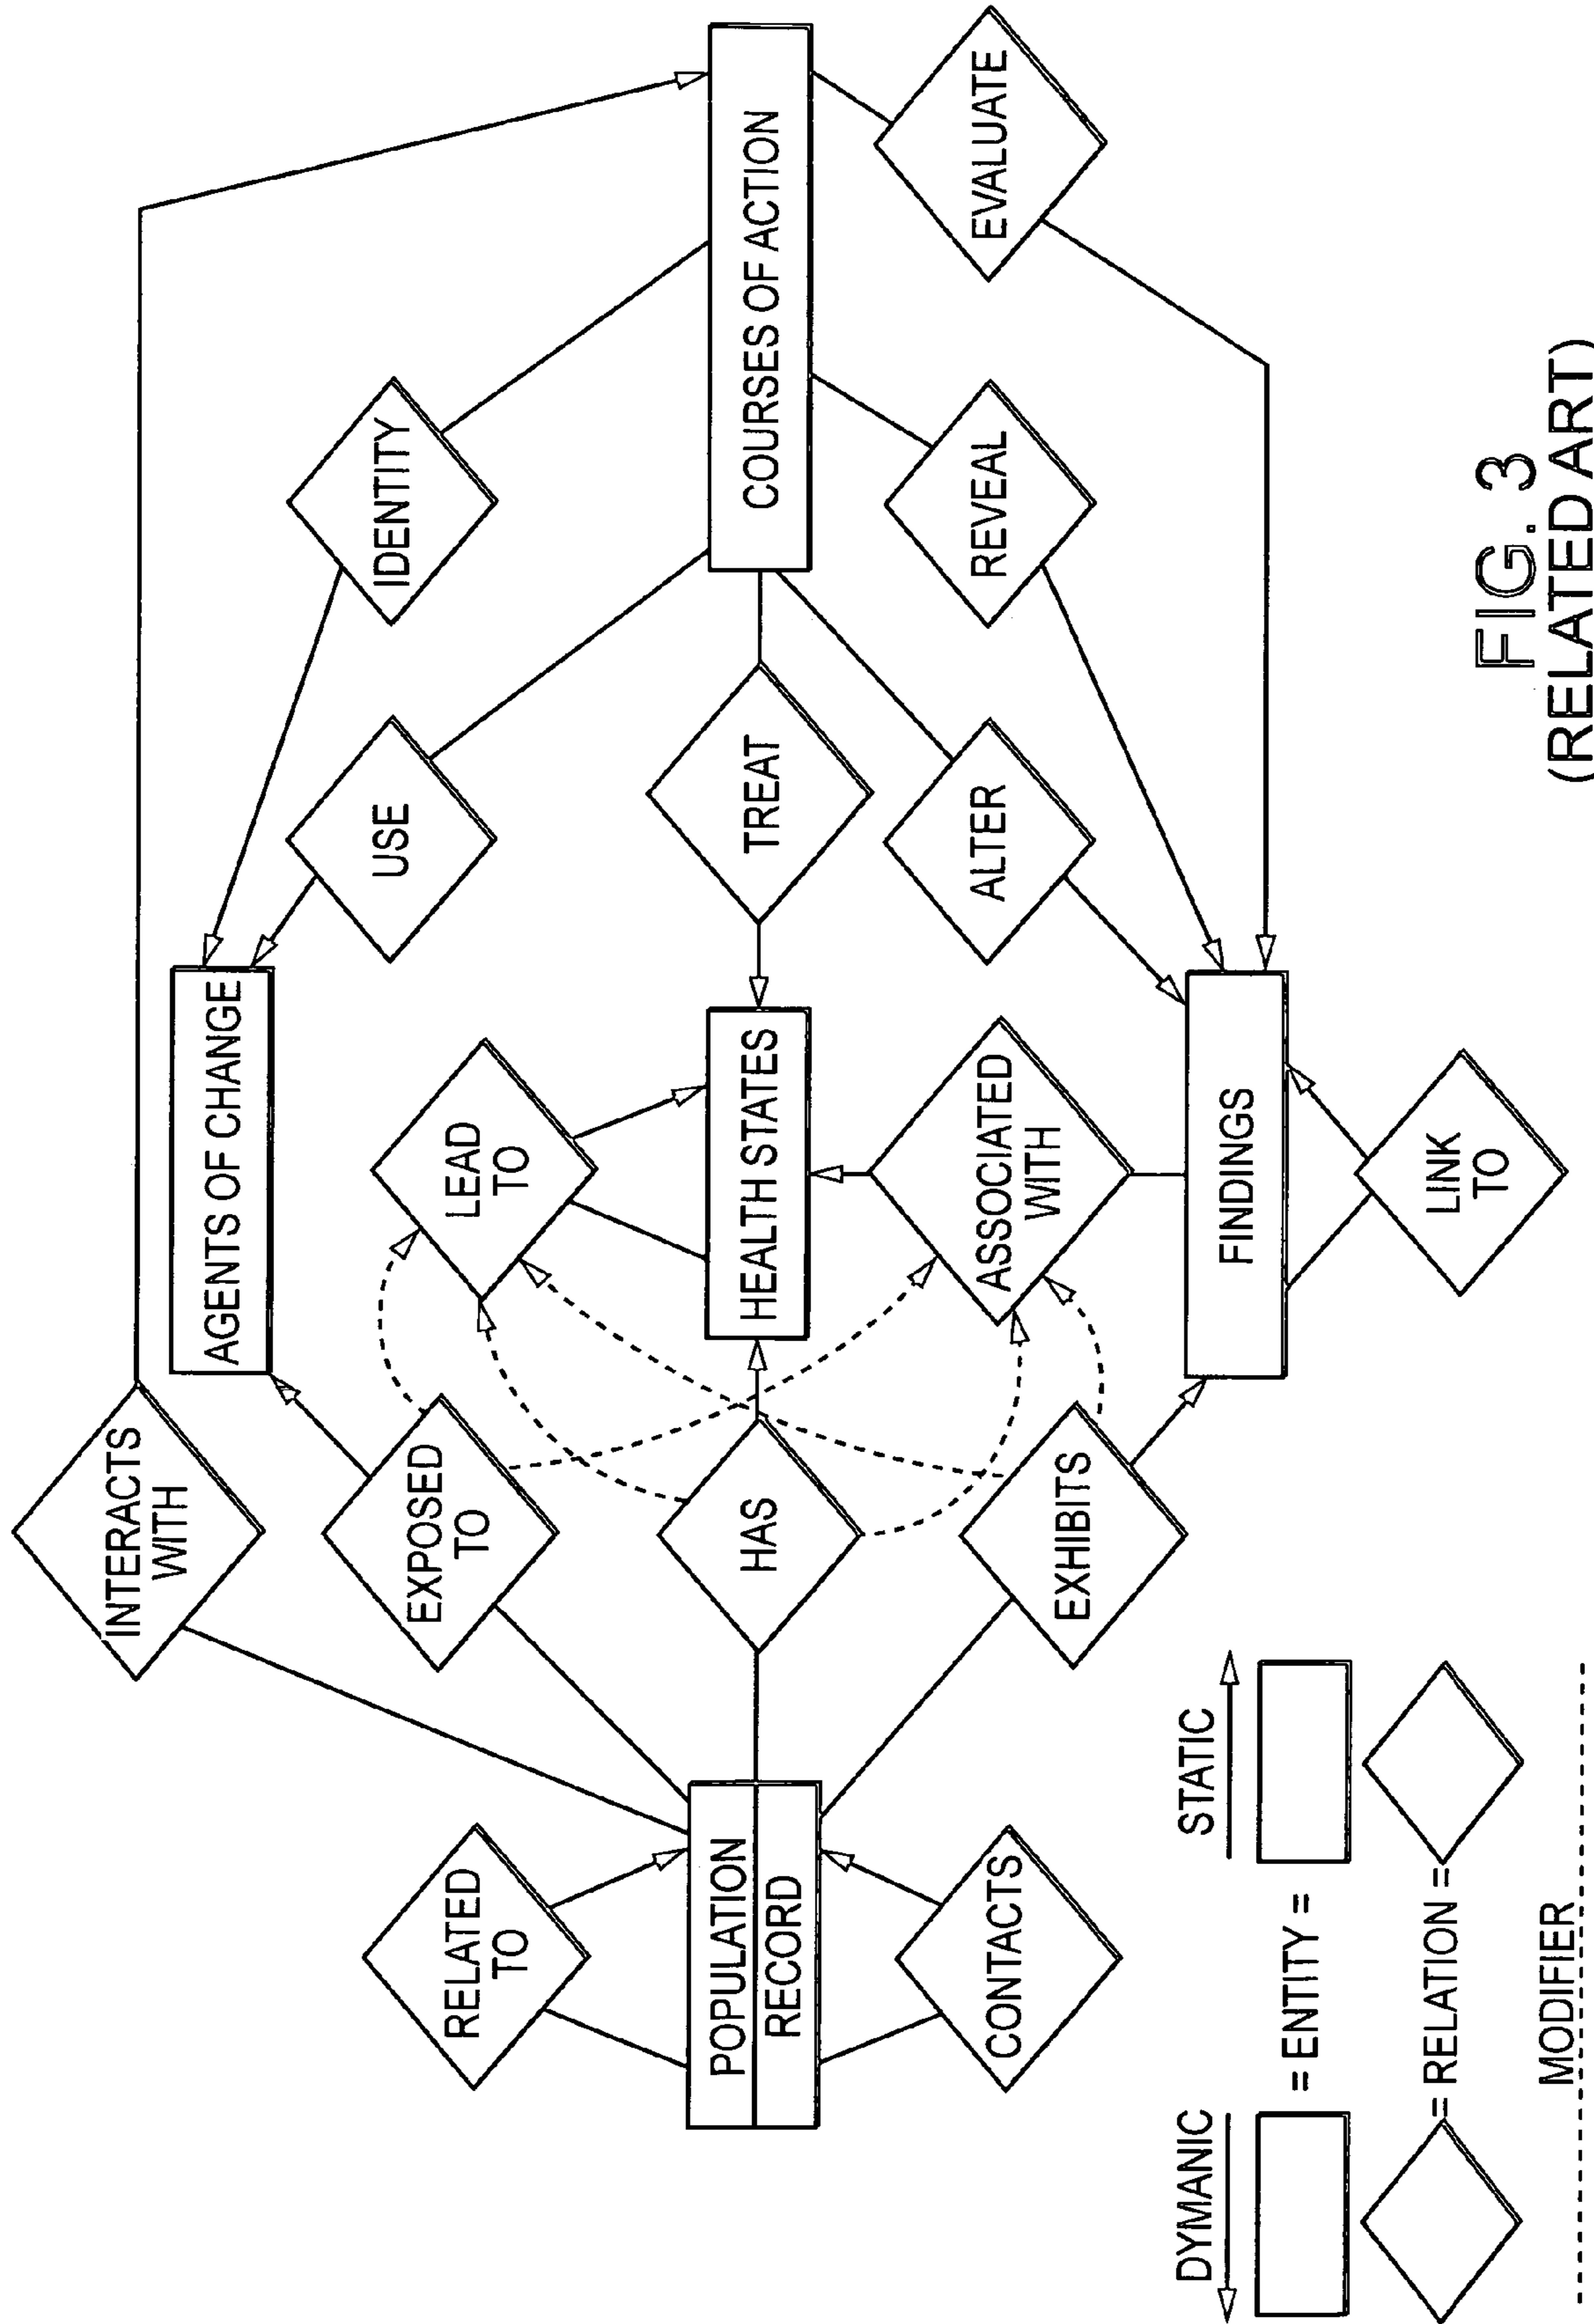 INTERACTS
WITH
AGENTS OF CHANGE
IDENTITY
RELATED
TO
EXPOSED
TO
LEAD
TO
USE
POPULATION
RECORD
HAS
HEALTH STATES
TREAT
COURSES OF ACTION
CONTACTS
EXHIBITS
ASSOCIATED
WITH
ALTER
REVEAL
EVALUATE
FINDINGS
LINK
TO
DYMANIC STATIC
= ENTITY =
= RELATION =
MODIFIER
FIG. 3
(RELATED ART)